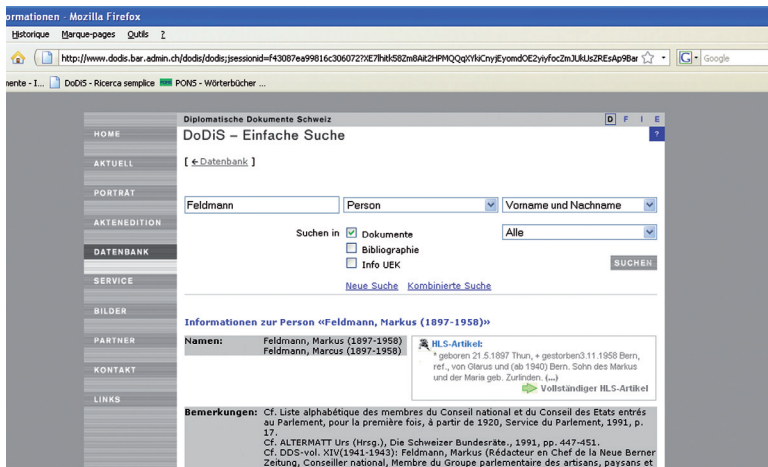 ormationen - Mozilla Firefox
Historique Marque-pages Outils ?
http://www.dodis.bar.admin.ch/dodis/dodis;jsessionid=f43087ea99816c306072?XE7lhitk58Zm8Ait2HPMQQqXYkiCnyjEyomdOE2yiyfocZmJUkUsZREsAp9Bar
G Google
mente - I... DoDiS - Ricerca semplice PONS - Wörterbücher ...
Diplomatische Dokumente Schweiz D F I E
HOME
DoDiS – Einfache Suche ?
AKTUELL
[ ←Datenbank ]
PORTRÄT
Feldmann Person Vorname und Nachname
AKTENEDITION
Suchen in Dokumente Alle
DATENBANK
Bibliographie
Info UEK SUCHEN
SERVICE
Neue Suche Kombinierte Suche
BILDER
Informationen zur Person «Feldmann, Markus (1897-1958)»
PARTNER
Namen: Feldmann, Markus (1897-1958)
Feldmann, Marcus (1897-1958)
HLS-Artikel:
* geboren 21.5.1897 Thun, + gestorben3.11.1958 Bern,
ref., von Glarus und (ab 1940) Bern. Sohn des Markus
und der Maria geb. Zurlinden. (...)
Vollständiger HLS-Artikel
KONTAKT
LINKS
Bemerkungen: Cf. Liste alphabétique des membres du Conseil national et du Conseil des Etats entrés
au Parlement, pour la première fois, à partir de 1920, Service du Parlement, 1991, p.
17.
Cf. ALTERMATT Urs (Hrsg.), Die Schweizer Bundesräte., 1991, pp. 447-451.
Cf. DDS-vol. XIV(1941-1943): Feldmann, Markus (Rédacteur en Chef de la Neue Berner
Zeitung, Conseiller national, Membre du Groupe parlementaire des artisans, paysans et